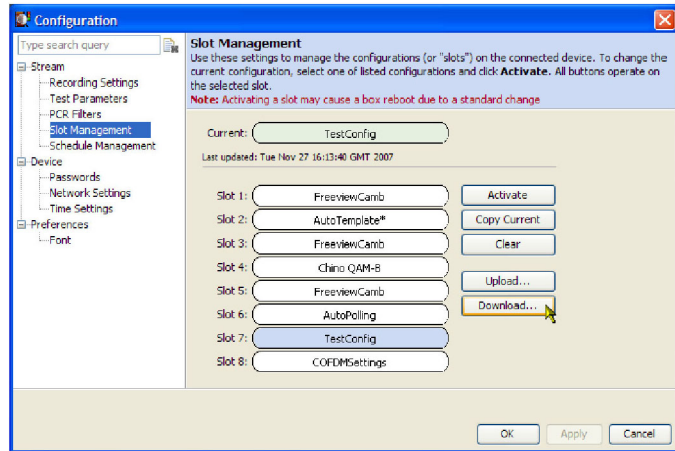 Configuration
Type search query
Stream
Recording Settings
Test Parameters
PCR Filters
Slot Management
Schedule Management
Device
Passwords
Network Settings
Time Settings
Preferences
Font
Slot Management
Use these settings to manage the configurations (or "slots") on the connected device. To change the
current configuration, select one of listed configurations and click Activate. All buttons operate on
the selected slot.
Note: Activating a slot may cause a box reboot due to a standard change
Current: TestConfig
Last updated: Tue Nov 27 16:13:40 GMT 2007
Slot 1: FreeviewCamb
Slot 2: AutoTemplate*
Slot 3: FreeviewCamb
Slot 4: Chino QAM-B
Slot 5: FreeviewCamb
Slot 6: AutoPolling
Slot 7: TestConfig
Slot 8: COFDMSettings
Activate
Copy Current
Clear
Upload...
Download...
OK
Apply
Cancel